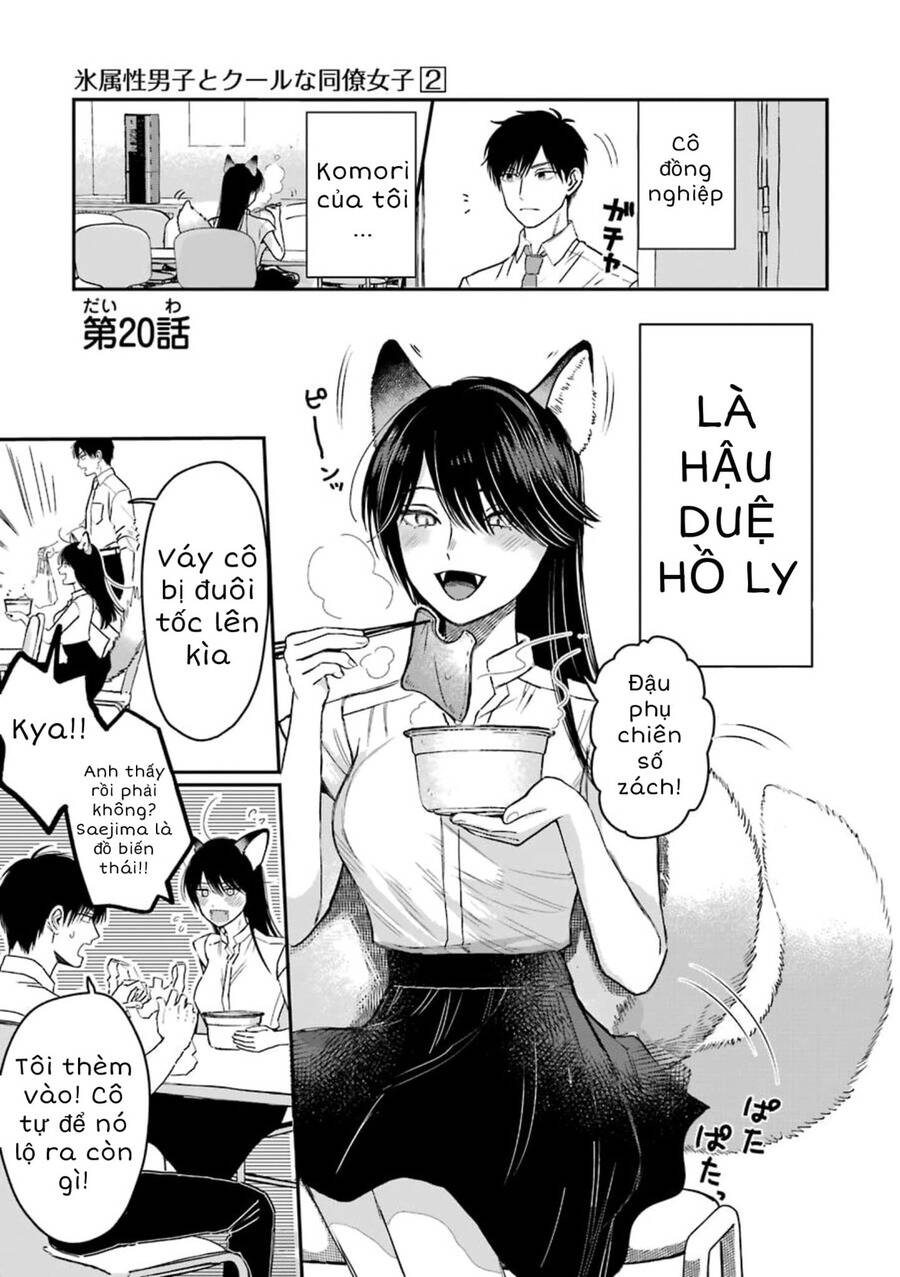 氷属性男子とクールな同僚女子 2
Cô
đồng
nghiệp
ガチャ
Komori
của tôi
...
だい わ
第20話
LÀ
HẬU
DUỆ
HỒ LY
ピーーンッ
Đậu
phụ
chiên
số
zách!
ぱた
ぱたっ
Váy cô
bị đuôi
tốc lên
kìa
Kya!!
Anh thấy
rồi phải
không?
Saejima là
đồ biến
thái!!
Tôi thèm
vào! Cô
tự để nó
lộ ra còn
gì!